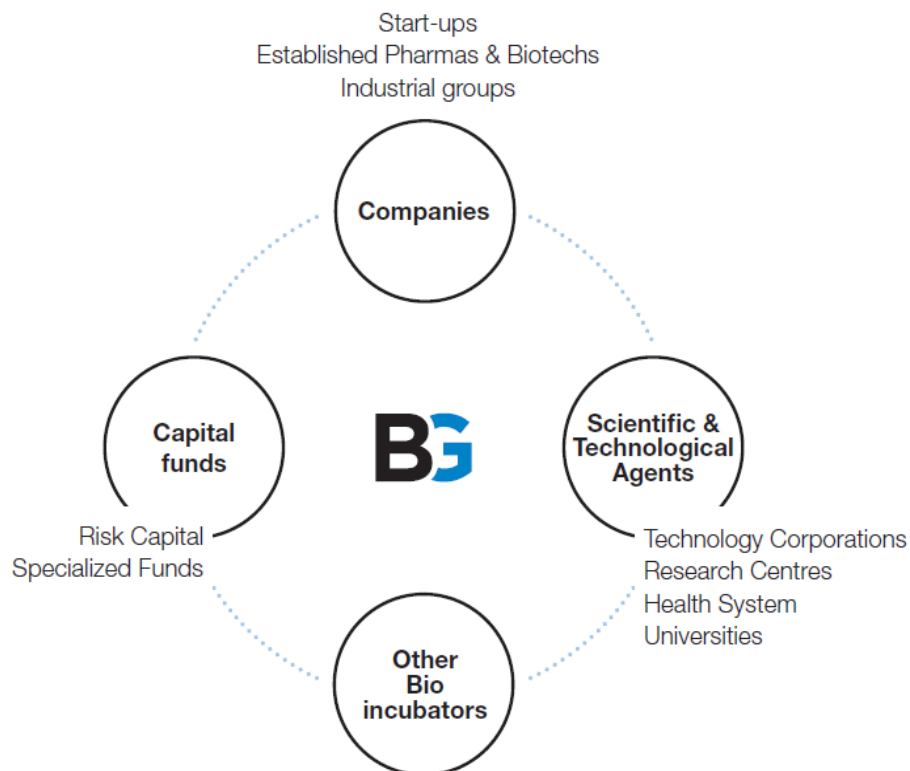 Start-ups
Established Pharmas & Biotechs
Industrial groups
Companies
Capital
funds
BG
Scientific &
Technological
Agents
Risk Capital
Specialized Funds
Technology Corporations
Research Centres
Health System
Universities
Other
Bio
incubators